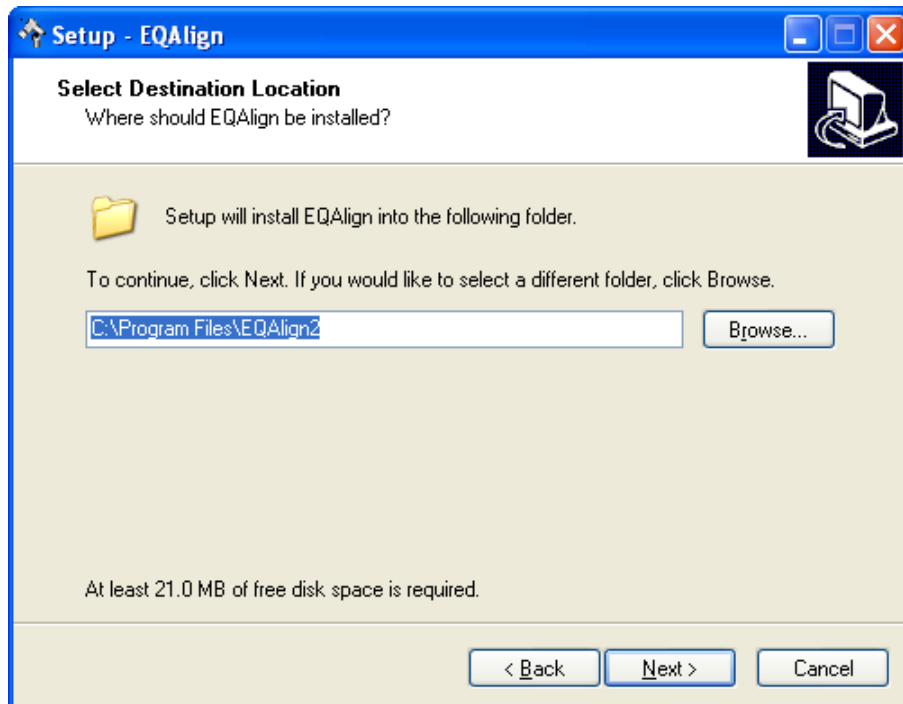 Setup - EQAlign
Select Destination Location
Where should EQAlign be installed?
Setup will install EQAlign into the following folder.
To continue, click Next. If you would like to select a different folder, click Browse.
C:\Program Files\EQAlign2
Browse...
At least 21.0 MB of free disk space is required.
< Back
Next >
Cancel